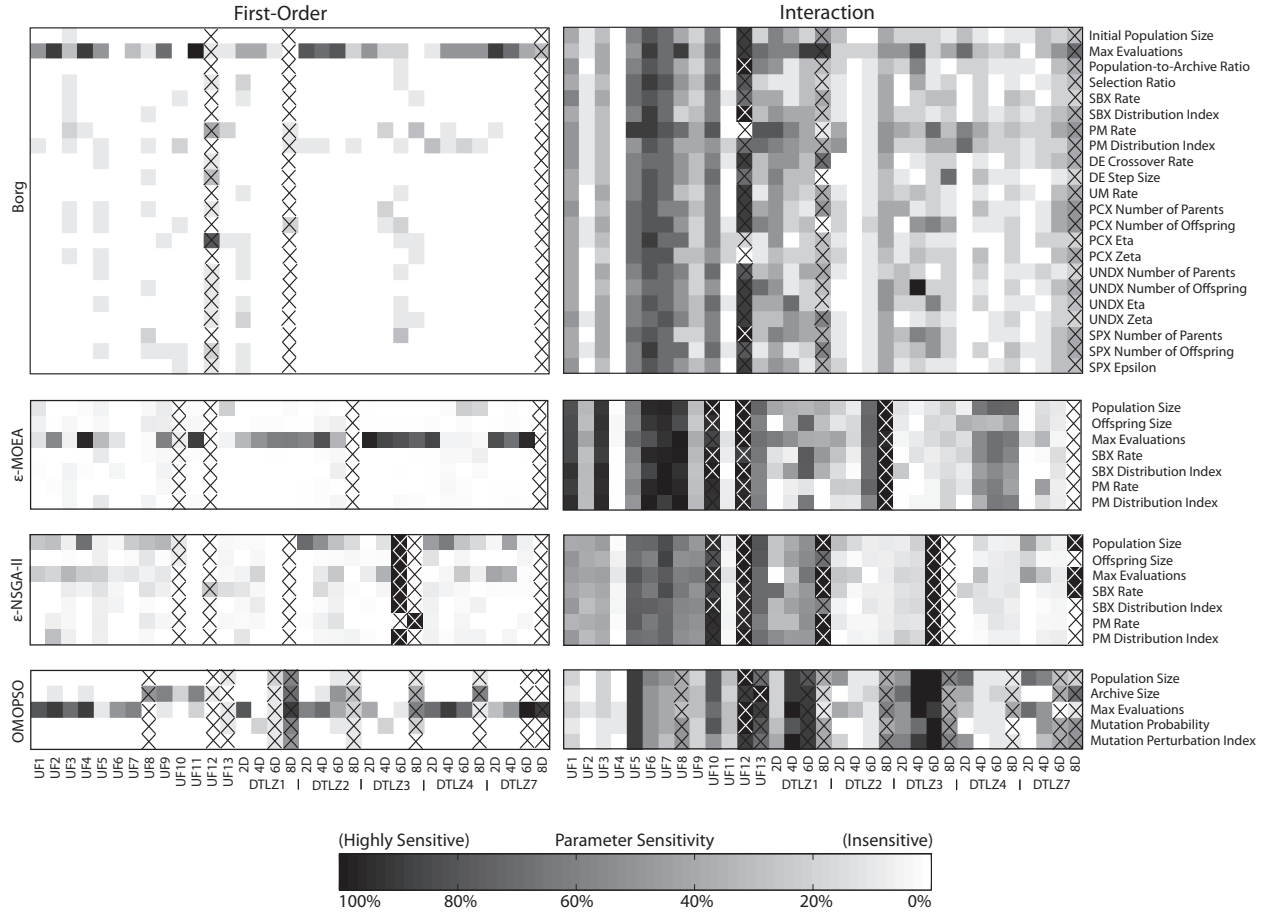 First-Order
Interaction
Borg
Initial Population Size
Max Evaluations
Population-to-Archive Ratio
Selection Ratio
SBX Rate
SBX Distribution Index
PM Rate
PM Distribution Index
DE Crossover Rate
DE Step Size
UM Rate
PCX Number of Parents
PCX Number of Offspring
PCX Eta
PCX Zeta
UNDX Number of Parents
UNDX Number of Offspring
UNDX Eta
UNDX Zeta
SPX Number of Parents
SPX Number of Offspring
SPX Epsilon
ε-MOEA
Population Size
Offspring Size
Max Evaluations
SBX Rate
SBX Distribution Index
PM Rate
PM Distribution Index
ε-NSGA-II
Population Size
Offspring Size
Max Evaluations
SBX Rate
SBX Distribution Index
PM Rate
PM Distribution Index
OMOPSO
Population Size
Archive Size
Max Evaluations
Mutation Probability
Mutation Perturbation Index
UF1 UF2 UF3 UF4 UF5 UF6 UF7 UF8 UF9 UF10 UF11 UF12 UF13 2D 4D 6D 8D 2D 4D 6D 8D 2D 4D 6D 8D 2D 4D 6D 8D 2D 4D 6D 8D
DTLZ1 DTLZ2 DTLZ3 DTLZ4 DTLZ7
UF1 UF2 UF3 UF4 UF5 UF6 UF7 UF8 UF9 UF10 UF11 UF12 UF13 2D 4D 6D 8D 2D 4D 6D 8D 2D 4D 6D 8D 2D 4D 6D 8D 2D 4D 6D 8D
DTLZ1 DTLZ2 DTLZ3 DTLZ4 DTLZ7
(Highly Sensitive) Parameter Sensitivity (Insensitive)
100% 80% 60% 40% 20% 0%